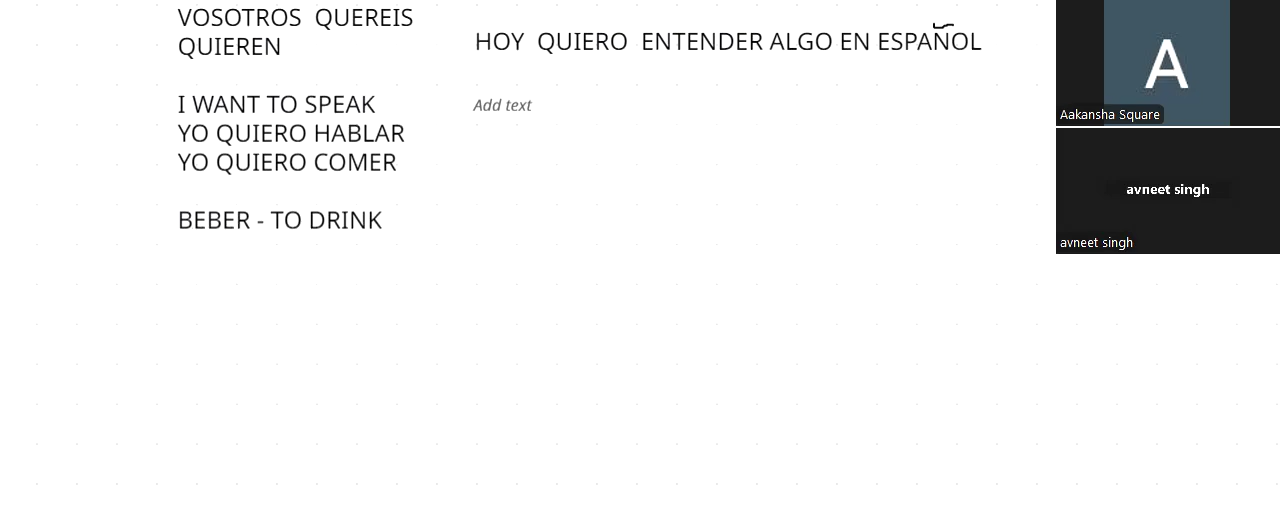 VOSOTROS QUEREIS
QUIEREN
I WANT TO SPEAK
YO QUIERO HABLAR
YO QUIERO COMER
BEBER - TO DRINK
HOY QUIERO ENTENDER ALGO EN ESPAÑOL
Add text
A
Aakansha Square
avneet singh
avneet singh